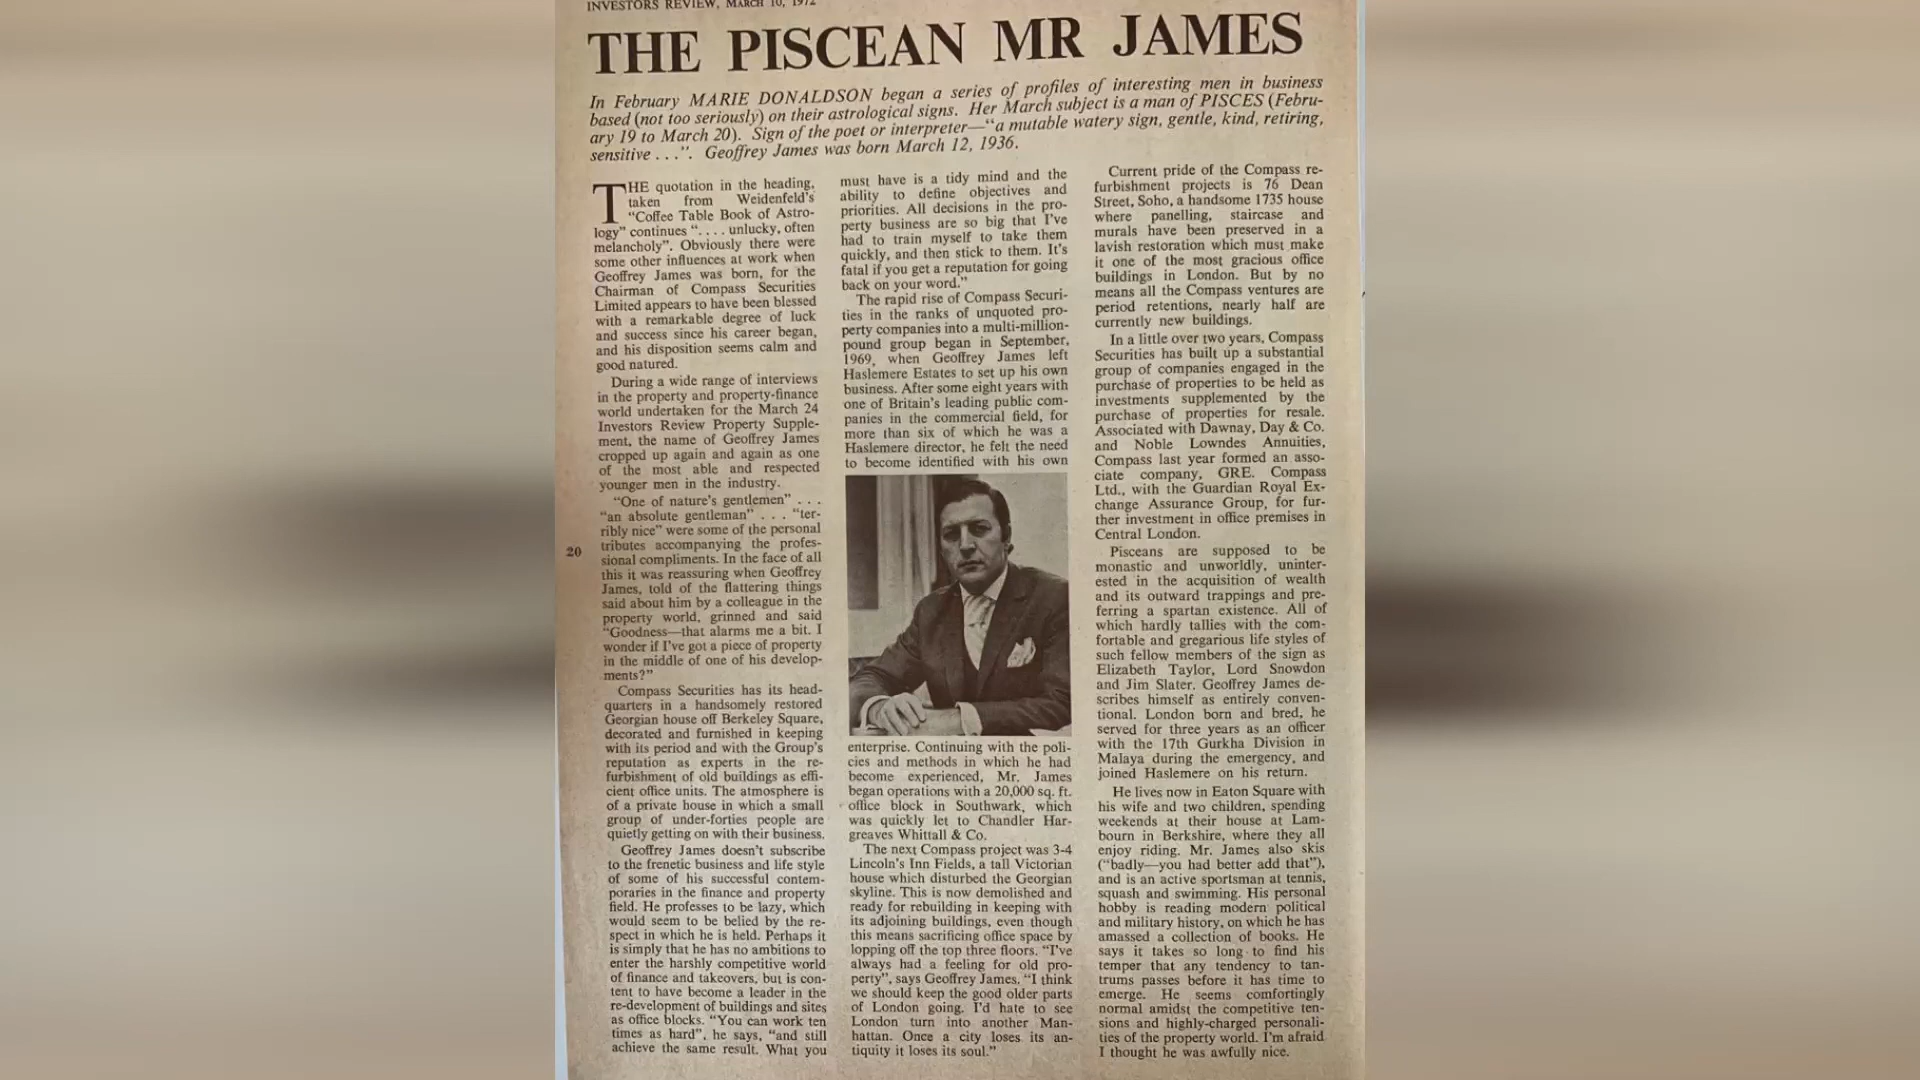 INVESTORS REVIEW, MARCH 10, 1972
THE PISCEAN MR JAMES
In February MARIE DONALDSON began a series of profiles of interesting men in business
based (not too seriously) on their astrological signs. Her March subject is a man of PISCES (Febru-
ary 19 to March 20). Sign of the poet or interpreter—"a mutable watery sign, gentle, kind, retiring,
sensitive . . .". Geoffrey James was born March 12, 1936.
THE quotation in the heading,
taken from Weidenfeld's
"Coffee Table Book of Astro-
logy" continues ". . . . unlucky, often
melancholy". Obviously there were
some other influences at work when
Geoffrey James was born, for the
Chairman of Compass Securities
Limited appears to have been blessed
with a remarkable degree of luck
and success since his career began,
and his disposition seems calm and
good natured.
During a wide range of interviews
in the property and property-finance
world undertaken for the March 24
Investors Review Property Supple-
ment, the name of Geoffrey James
cropped up again and again as one
of the most able and respected
younger men in the industry.
"One of nature's gentlemen" . . .
"an absolute gentleman" . . . "ter-
ribly nice" were some of the personal
tributes accompanying the profes-
sional compliments. In the face of all
this it was reassuring when Geoffrey
James, told of the flattering things
said about him by a colleague in the
property world, grinned and said
"Goodness—that alarms me a bit. I
wonder if I've got a piece of property
in the middle of one of his develop-
ments?"
Compass Securities has its head-
quarters in a handsomely restored
Georgian house off Berkeley Square,
decorated and furnished in keeping
with its period and with the Group's
reputation as experts in the re-
furbishment of old buildings as effi-
cient office units. The atmosphere is
of a private house in which a small
group of under-forties people are
quietly getting on with their business.
Geoffrey James doesn't subscribe
to the frenetic business and life style
of some of his successful contem-
poraries in the finance and property
field. He professes to be lazy, which
would seem to be belied by the re-
spect in which he is held. Perhaps it
is simply that he has no ambitions to
enter the harshly competitive world
of finance and takeovers, but is con-
tent to have become a leader in the
re-development of buildings and sites
as office blocks. "You can work ten
times as hard", he says, "and still
achieve the same result. What you
20
must have is a tidy mind and the
ability to define objectives and
priorities. All decisions in the pro-
perty business are so big that I've
had to train myself to take them
quickly, and then stick to them. It's
fatal if you get a reputation for going
back on your word."
The rapid rise of Compass Securi-
ties in the ranks of unquoted pro-
perty companies into a multi-million-
pound group began in September,
1969, when Geoffrey James left
Haslemere Estates to set up his own
business. After some eight years with
one of Britain's leading public com-
panies in the commercial field, for
more than six of which he was a
Haslemere director, he felt the need
to become identified with his own
enterprise. Continuing with the poli-
cies and methods in which he had
become experienced, Mr. James
began operations with a 20,000 sq. ft.
office block in Southwark, which
was quickly let to Chandler Har-
greaves Whittall & Co.
The next Compass project was 3-4
Lincoln's Inn Fields, a tall Victorian
house which disturbed the Georgian
skyline. This is now demolished and
ready for rebuilding in keeping with
its adjoining buildings, even though
this means sacrificing office space by
lopping off the top three floors. "I've
always had a feeling for old pro-
perty", says Geoffrey James, "I think
we should keep the good older parts
of London going. I'd hate to see
London turn into another Man-
hattan. Once a city loses its an-
tiquity it loses its soul."
Current pride of the Compass re-
furbishment projects is 76 Dean
Street, Soho, a handsome 1735 house
where panelling, staircase and
murals have been preserved in a
lavish restoration which must make
it one of the most gracious office
buildings in London. But by no
means all the Compass ventures are
period retentions, nearly half are
currently new buildings.
In a little over two years, Compass
Securities has built up a substantial
group of companies engaged in the
purchase of properties to be held as
investments supplemented by the
purchase of properties for resale.
Associated with Dawnay, Day & Co.
and Noble Lowndes Annuities,
Compass last year formed an asso-
ciate company, GRE. Compass
Ltd., with the Guardian Royal Ex-
change Assurance Group, for fur-
ther investment in office premises in
Central London.
Pisceans are supposed to be
monastic and unworldly, uninter-
ested in the acquisition of wealth
and its outward trappings and pre-
ferring a spartan existence. All of
which hardly tallies with the com-
fortable and gregarious life styles of
such fellow members of the sign as
Elizabeth Taylor, Lord Snowdon
and Jim Slater. Geoffrey James de-
scribes himself as entirely conven-
tional. London born and bred, he
served for three years as an officer
with the 17th Gurkha Division in
Malaya during the emergency, and
joined Haslemere on his return.
He lives now in Eaton Square with
his wife and two children, spending
weekends at their house at Lam-
bourn in Berkshire, where they all
enjoy riding. Mr. James also skis
("badly—you had better add that"),
and is an active sportsman at tennis,
squash and swimming. His personal
hobby is reading modern political
and military history, on which he has
amassed a collection of books. He
says it takes so long to find his
temper that any tendency to tan-
trums passes before it has time to
emerge. He seems comfortingly
normal amidst the competitive ten-
sions and highly-charged personali-
ties of the property world. I'm afraid
I thought he was awfully nice.